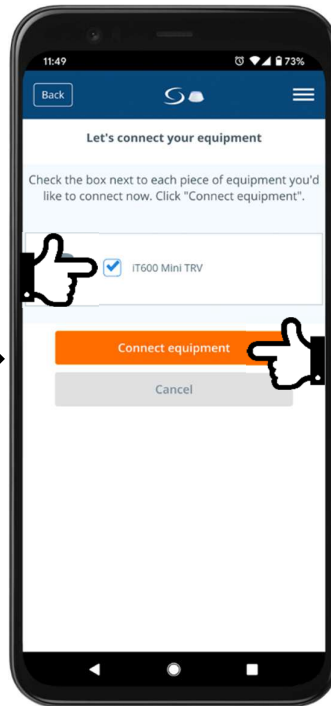 11:49
73%
Back
Let's connect your equipment
Check the box next to each piece of equipment you'd
like to connect now. Click "Connect equipment".
iT600 Mini TRV
Connect equipment
Cancel